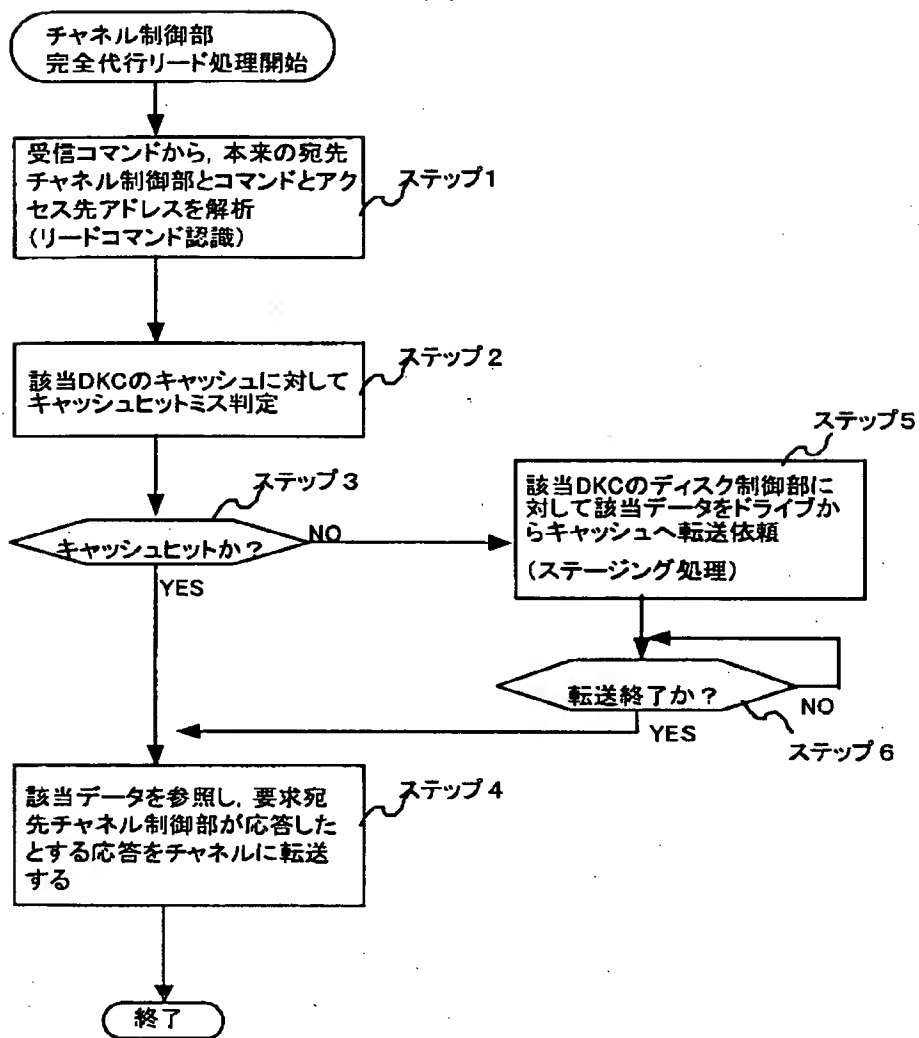 チャネル制御部
完全代行リード処理開始
受信コマンドから, 本来の宛先
チャネル制御部とコマンドとアク
セス先アドレスを解析
(リードコマンド認識)
ステップ1
該当DKCのキャッシュに対して
キャッシュヒットミス判定
ステップ2
キャッシュヒットか?
ステップ3
NO
YES
該当DKCのディスク制御部に
対して該当データをドライブか
らキャッシュへ転送依頼
(ステージング処理)
ステップ5
転送終了か?
NO
YES
ステップ6
該当データを参照し, 要求宛
先チャネル制御部が応答した
とする応答をチャネルに転送
する
ステップ4
終了